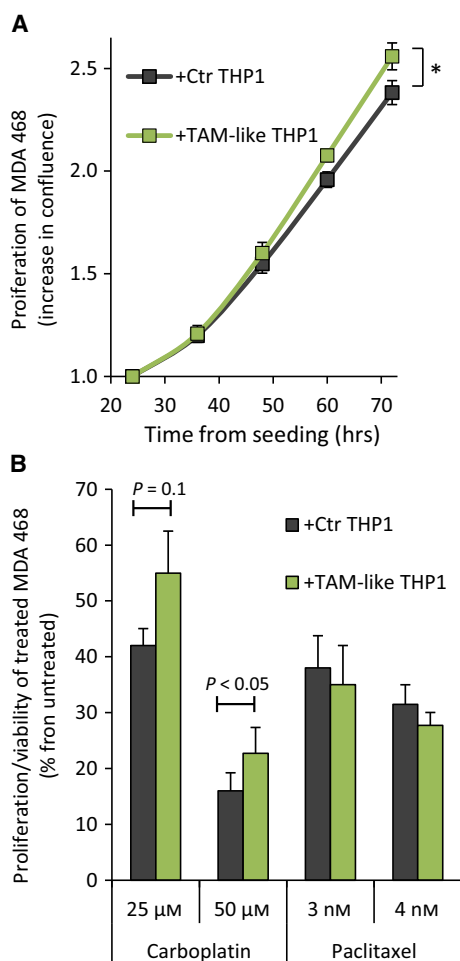 A
2.5
+Ctr THP1
*
+TAM-like THP1
2.0
1.5
1.0
Proliferation of MDA 468
(increase in confluence)
20 30 40 50 60 70
Time from seeding (hrs)
B
70
60
50
40
30
20
10
0
P = 0.1
+Ctr THP1
+TAM-like THP1
P < 0.05
Proliferation/viability of treated MDA 468
(% fron untreated)
25 µM 50 µM 3 nM 4 nM
Carboplatin Paclitaxel